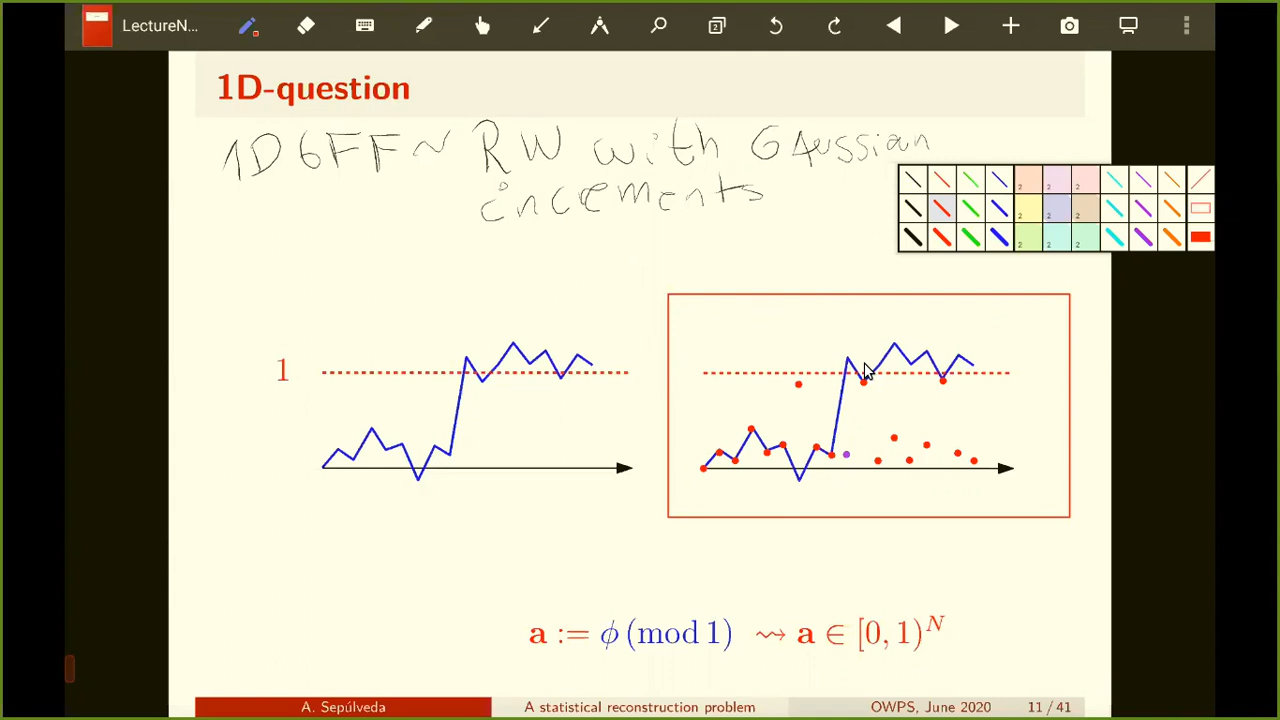 LectureN...
1D-question
1D GFF ~ RW with Gaussian
increments
1
a := ϕ (mod 1) ⇝ a ∈ [0, 1)^N
A. Sepúlveda
A statistical reconstruction problem
OWPS, June 2020
11 / 41